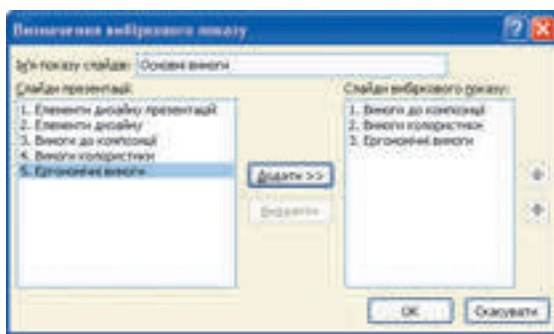 Визначення вибіркового показу
Ім'я показу слайдів: Основні вимоги
Слайди презентації:
1. Елементи дизайну презентацій
2. Елементи дизайну
3. Вимоги до композиції
4. Вимоги колористики
5. Ергономічні вимоги
Додати >>
Видалити
Слайди вибіркового показу:
1. Вимоги до композиції
2. Вимоги колористики
3. Ергономічні вимоги
ОК
Скасувати